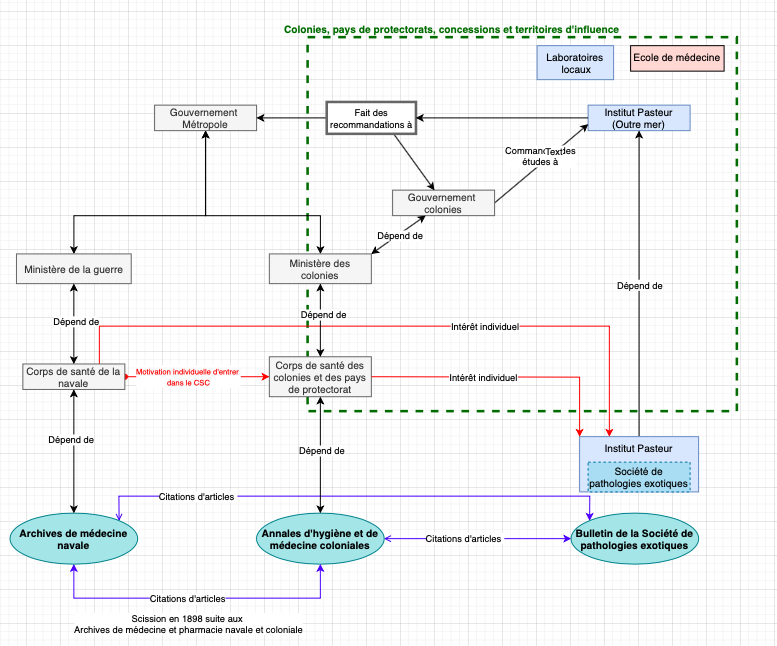 Colonies, pays de protectorats, concessions et territoires d'influence
Laboratoires
locaux
Ecole de médecine
Gouvernement
Métropole
Fait des
recommandations à
Institut Pasteur
(Outre mer)
Commande des
Text
études à
Gouvernement
colonies
Dépend de
Ministère de la guerre
Ministère des
colonies
Dépend de
Dépend de
Dépend de
Intérêt individuel
Corps de santé de la
navale
Motivation individuelle d'entrer
dans le CSC
Corps de santé des
colonies et des pays
de protectorat
Intérêt individuel
Dépend de
Dépend de
Institut Pasteur
Société de
pathologies exotiques
Citations d'articles
Archives de médecine
navale
Annales d'hygiène et de
médecine coloniales
Citations d'articles
Bulletin de la Société de
pathologies exotiques
Citations d'articles
Scission en 1898 suite aux
Archives de médecine et pharmacie navale et coloniale